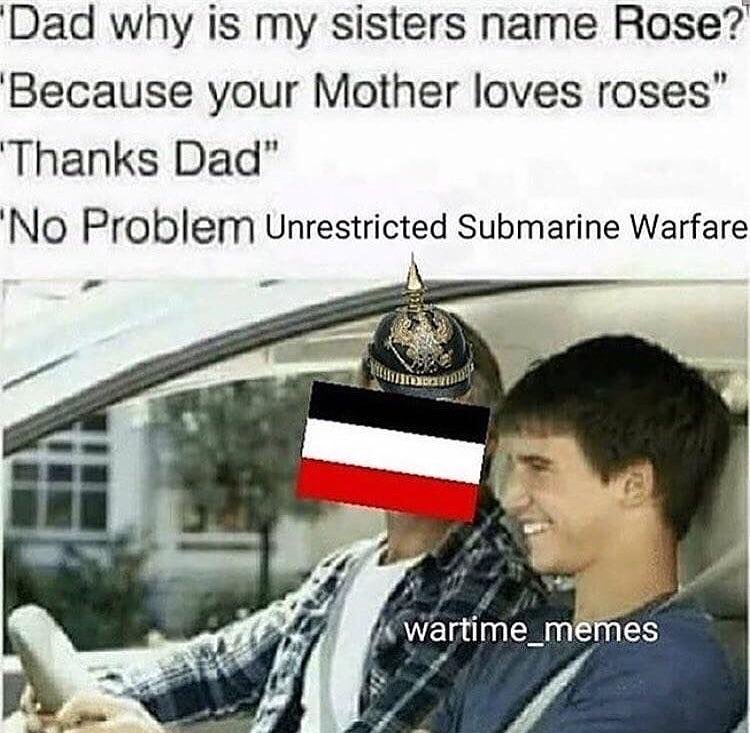 'Dad why is my sisters name Rose?'
'Because your Mother loves roses"
'Thanks Dad"
'No Problem Unrestricted Submarine Warfare
wartime_memes